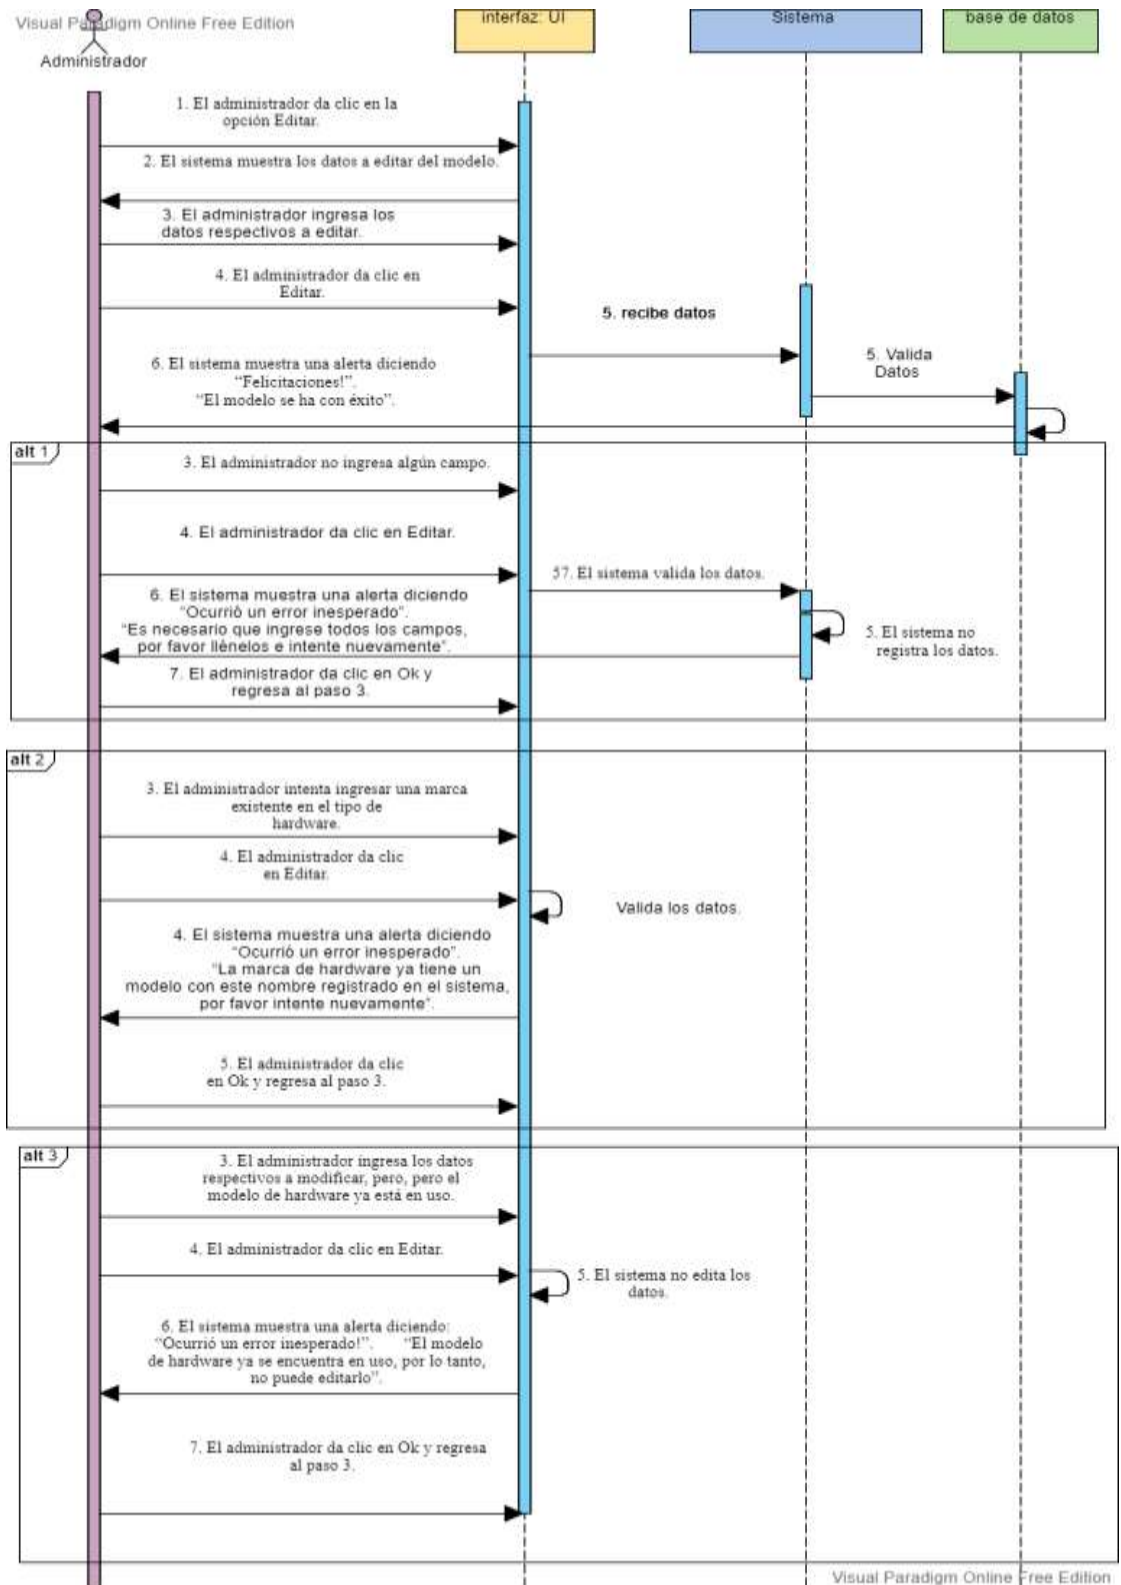 Visual Paradigm Online Free Edition
interfaz: UI
Sistema
base de datos
Administrador
1. El administrador da clic en la
opción Editar.
2. El sistema muestra los datos a editar del modelo.
3. El administrador ingresa los
datos respectivos a editar.
4. El administrador da clic en
Editar.
5. recibe datos
5. Valida
Datos
6. El sistema muestra una alerta diciendo
“Felicitaciones!”.
“El modelo se ha con éxito”.
alt 1
3. El administrador no ingresa algún campo.
4. El administrador da clic en Editar.
57. El sistema valida los datos.
6. El sistema muestra una alerta diciendo
“Ocurrió un error inesperado”.
“Es necesario que ingrese todos los campos,
por favor llénelos e intente nuevamente”.
5. El sistema no
registra los datos.
7. El administrador da clic en Ok y
regresa al paso 3.
alt 2
3. El administrador intenta ingresar una marca
existente en el tipo de
hardware.
4. El administrador da clic
en Editar.
Valida los datos.
4. El sistema muestra una alerta diciendo
“Ocurrió un error inesperado”.
“La marca de hardware ya tiene un
modelo con este nombre registrado en el sistema,
por favor intente nuevamente”.
5. El administrador da clic
en Ok y regresa al paso 3.
alt 3
3. El administrador ingresa los datos
respectivos a modificar, pero, pero el
modelo de hardware ya está en uso.
4. El administrador da clic en Editar.
5. El sistema no edita los
datos.
6. El sistema muestra una alerta diciendo:
“Ocurrió un error inesperado!”. “El modelo
de hardware ya se encuentra en uso, por lo tanto,
no puede editarlo”.
7. El administrador da clic en Ok y regresa
al paso 3.
Visual Paradigm Online Free Edition